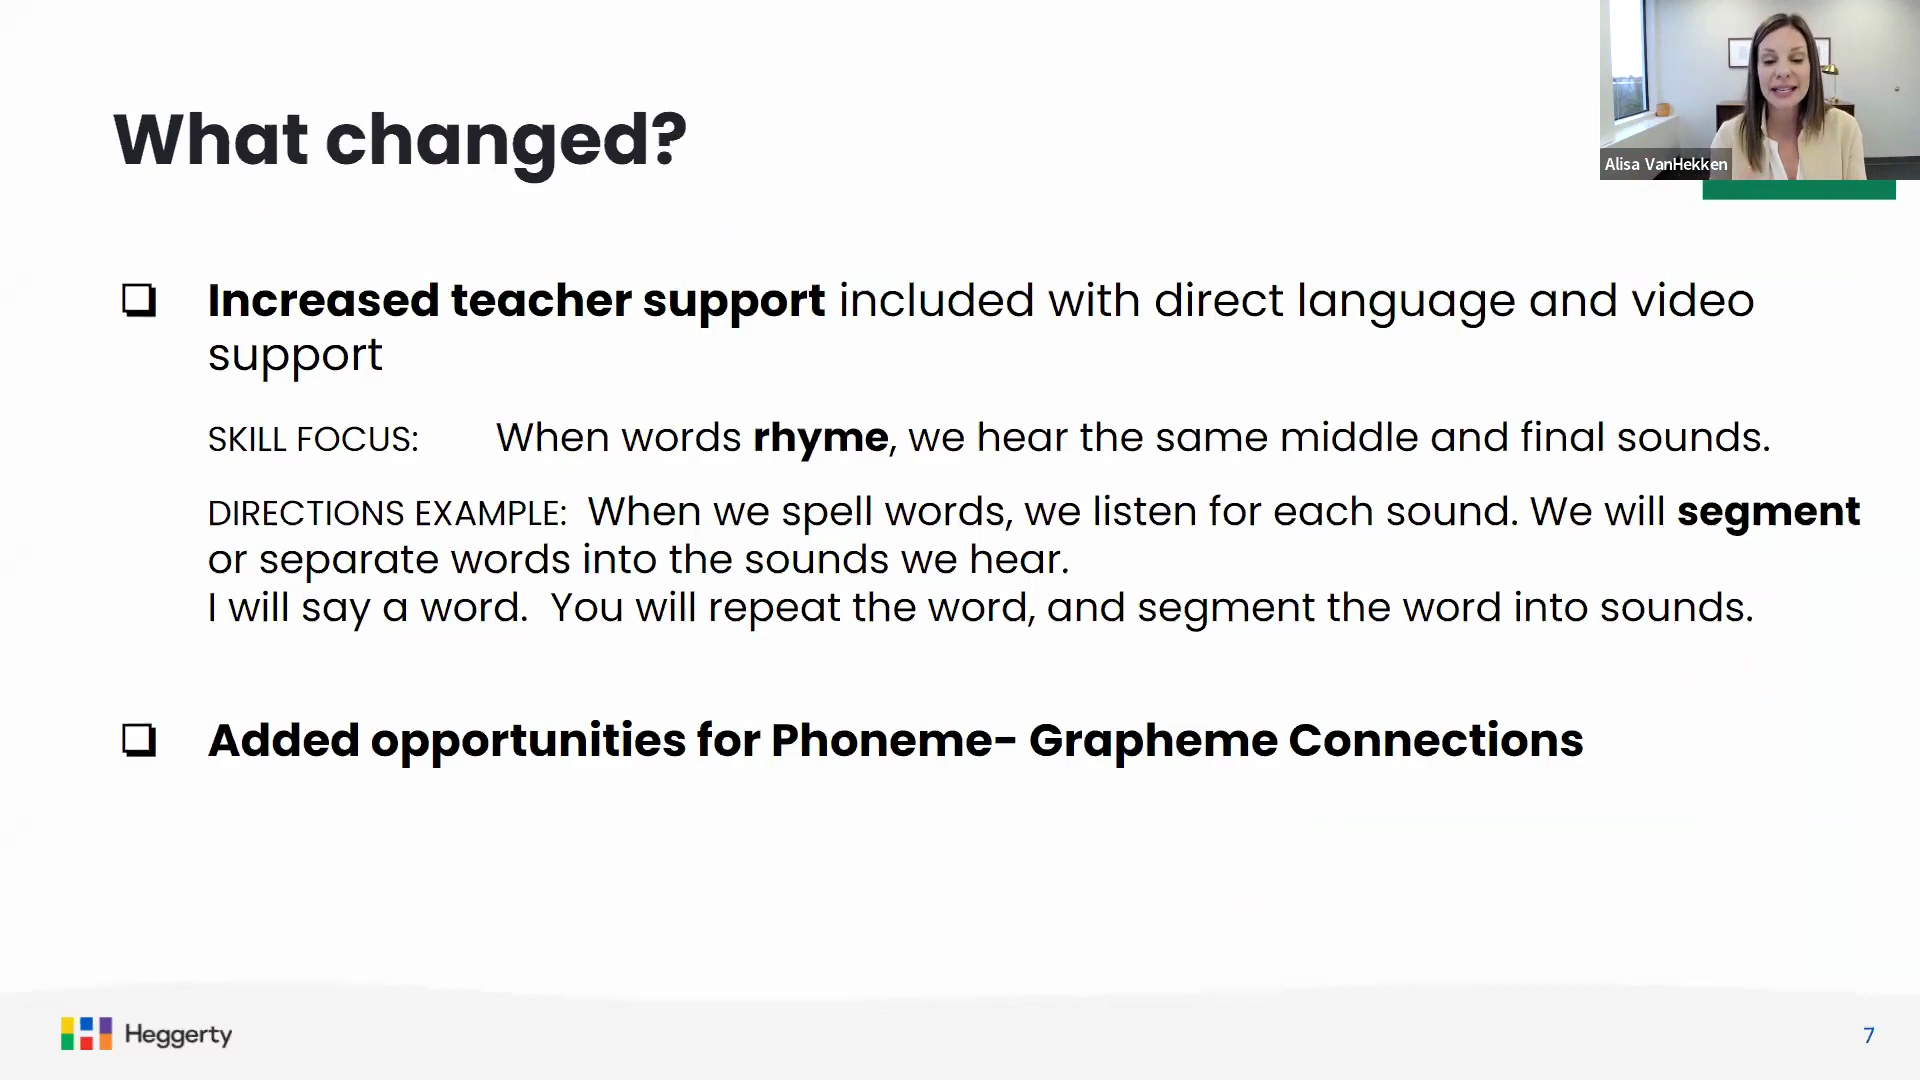 What changed?
Alisa VanHekken
❑ Increased teacher support included with direct language and video
support
SKILL FOCUS: When words rhyme, we hear the same middle and final sounds.
DIRECTIONS EXAMPLE: When we spell words, we listen for each sound. We will segment
or separate words into the sounds we hear.
I will say a word. You will repeat the word, and segment the word into sounds.
❑ Added opportunities for Phoneme- Grapheme Connections
Heggerty
7